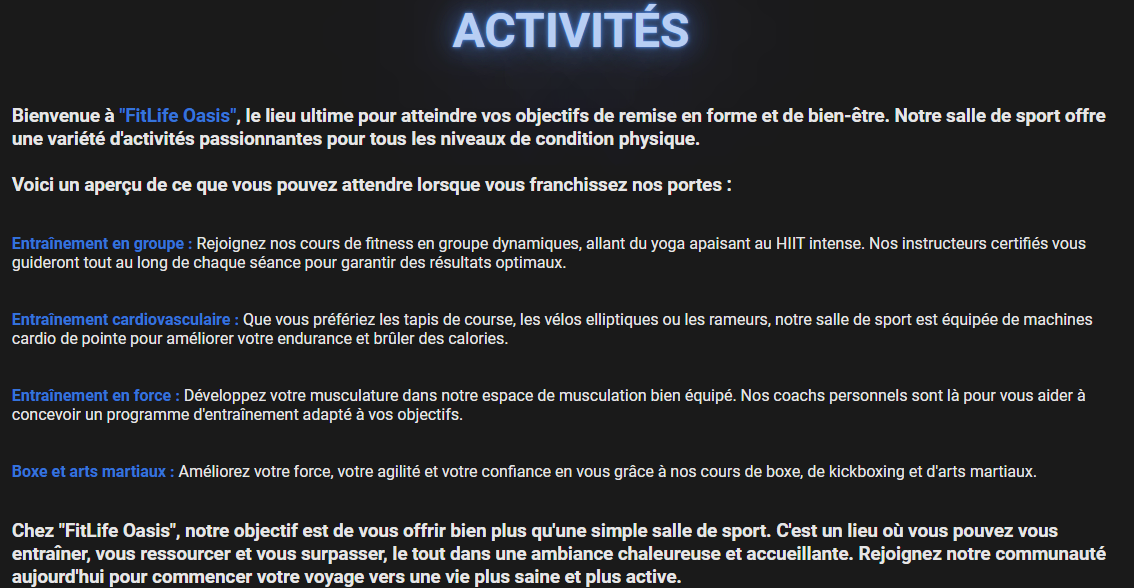 ACTIVITÉS
Bienvenue à "FitLife Oasis", le lieu ultime pour atteindre vos objectifs de remise en forme et de bien-être. Notre salle de sport offre
une variété d'activités passionnantes pour tous les niveaux de condition physique.
Voici un aperçu de ce que vous pouvez attendre lorsque vous franchissez nos portes :
Entraînement en groupe : Rejoignez nos cours de fitness en groupe dynamiques, allant du yoga apaisant au HIIT intense. Nos instructeurs certifiés vous
guideront tout au long de chaque séance pour garantir des résultats optimaux.
Entraînement cardiovasculaire : Que vous préfériez les tapis de course, les vélos elliptiques ou les rameurs, notre salle de sport est équipée de machines
cardio de pointe pour améliorer votre endurance et brûler des calories.
Entraînement en force : Développez votre musculature dans notre espace de musculation bien équipé. Nos coachs personnels sont là pour vous aider à
concevoir un programme d'entraînement adapté à vos objectifs.
Boxe et arts martiaux : Améliorez votre force, votre agilité et votre confiance en vous grâce à nos cours de boxe, de kickboxing et d'arts martiaux.
Chez "FitLife Oasis", notre objectif est de vous offrir bien plus qu'une simple salle de sport. C'est un lieu où vous pouvez vous
entraîner, vous ressourcer et vous surpasser, le tout dans une ambiance chaleureuse et accueillante. Rejoignez notre communauté
aujourd'hui pour commencer votre voyage vers une vie plus saine et plus active.